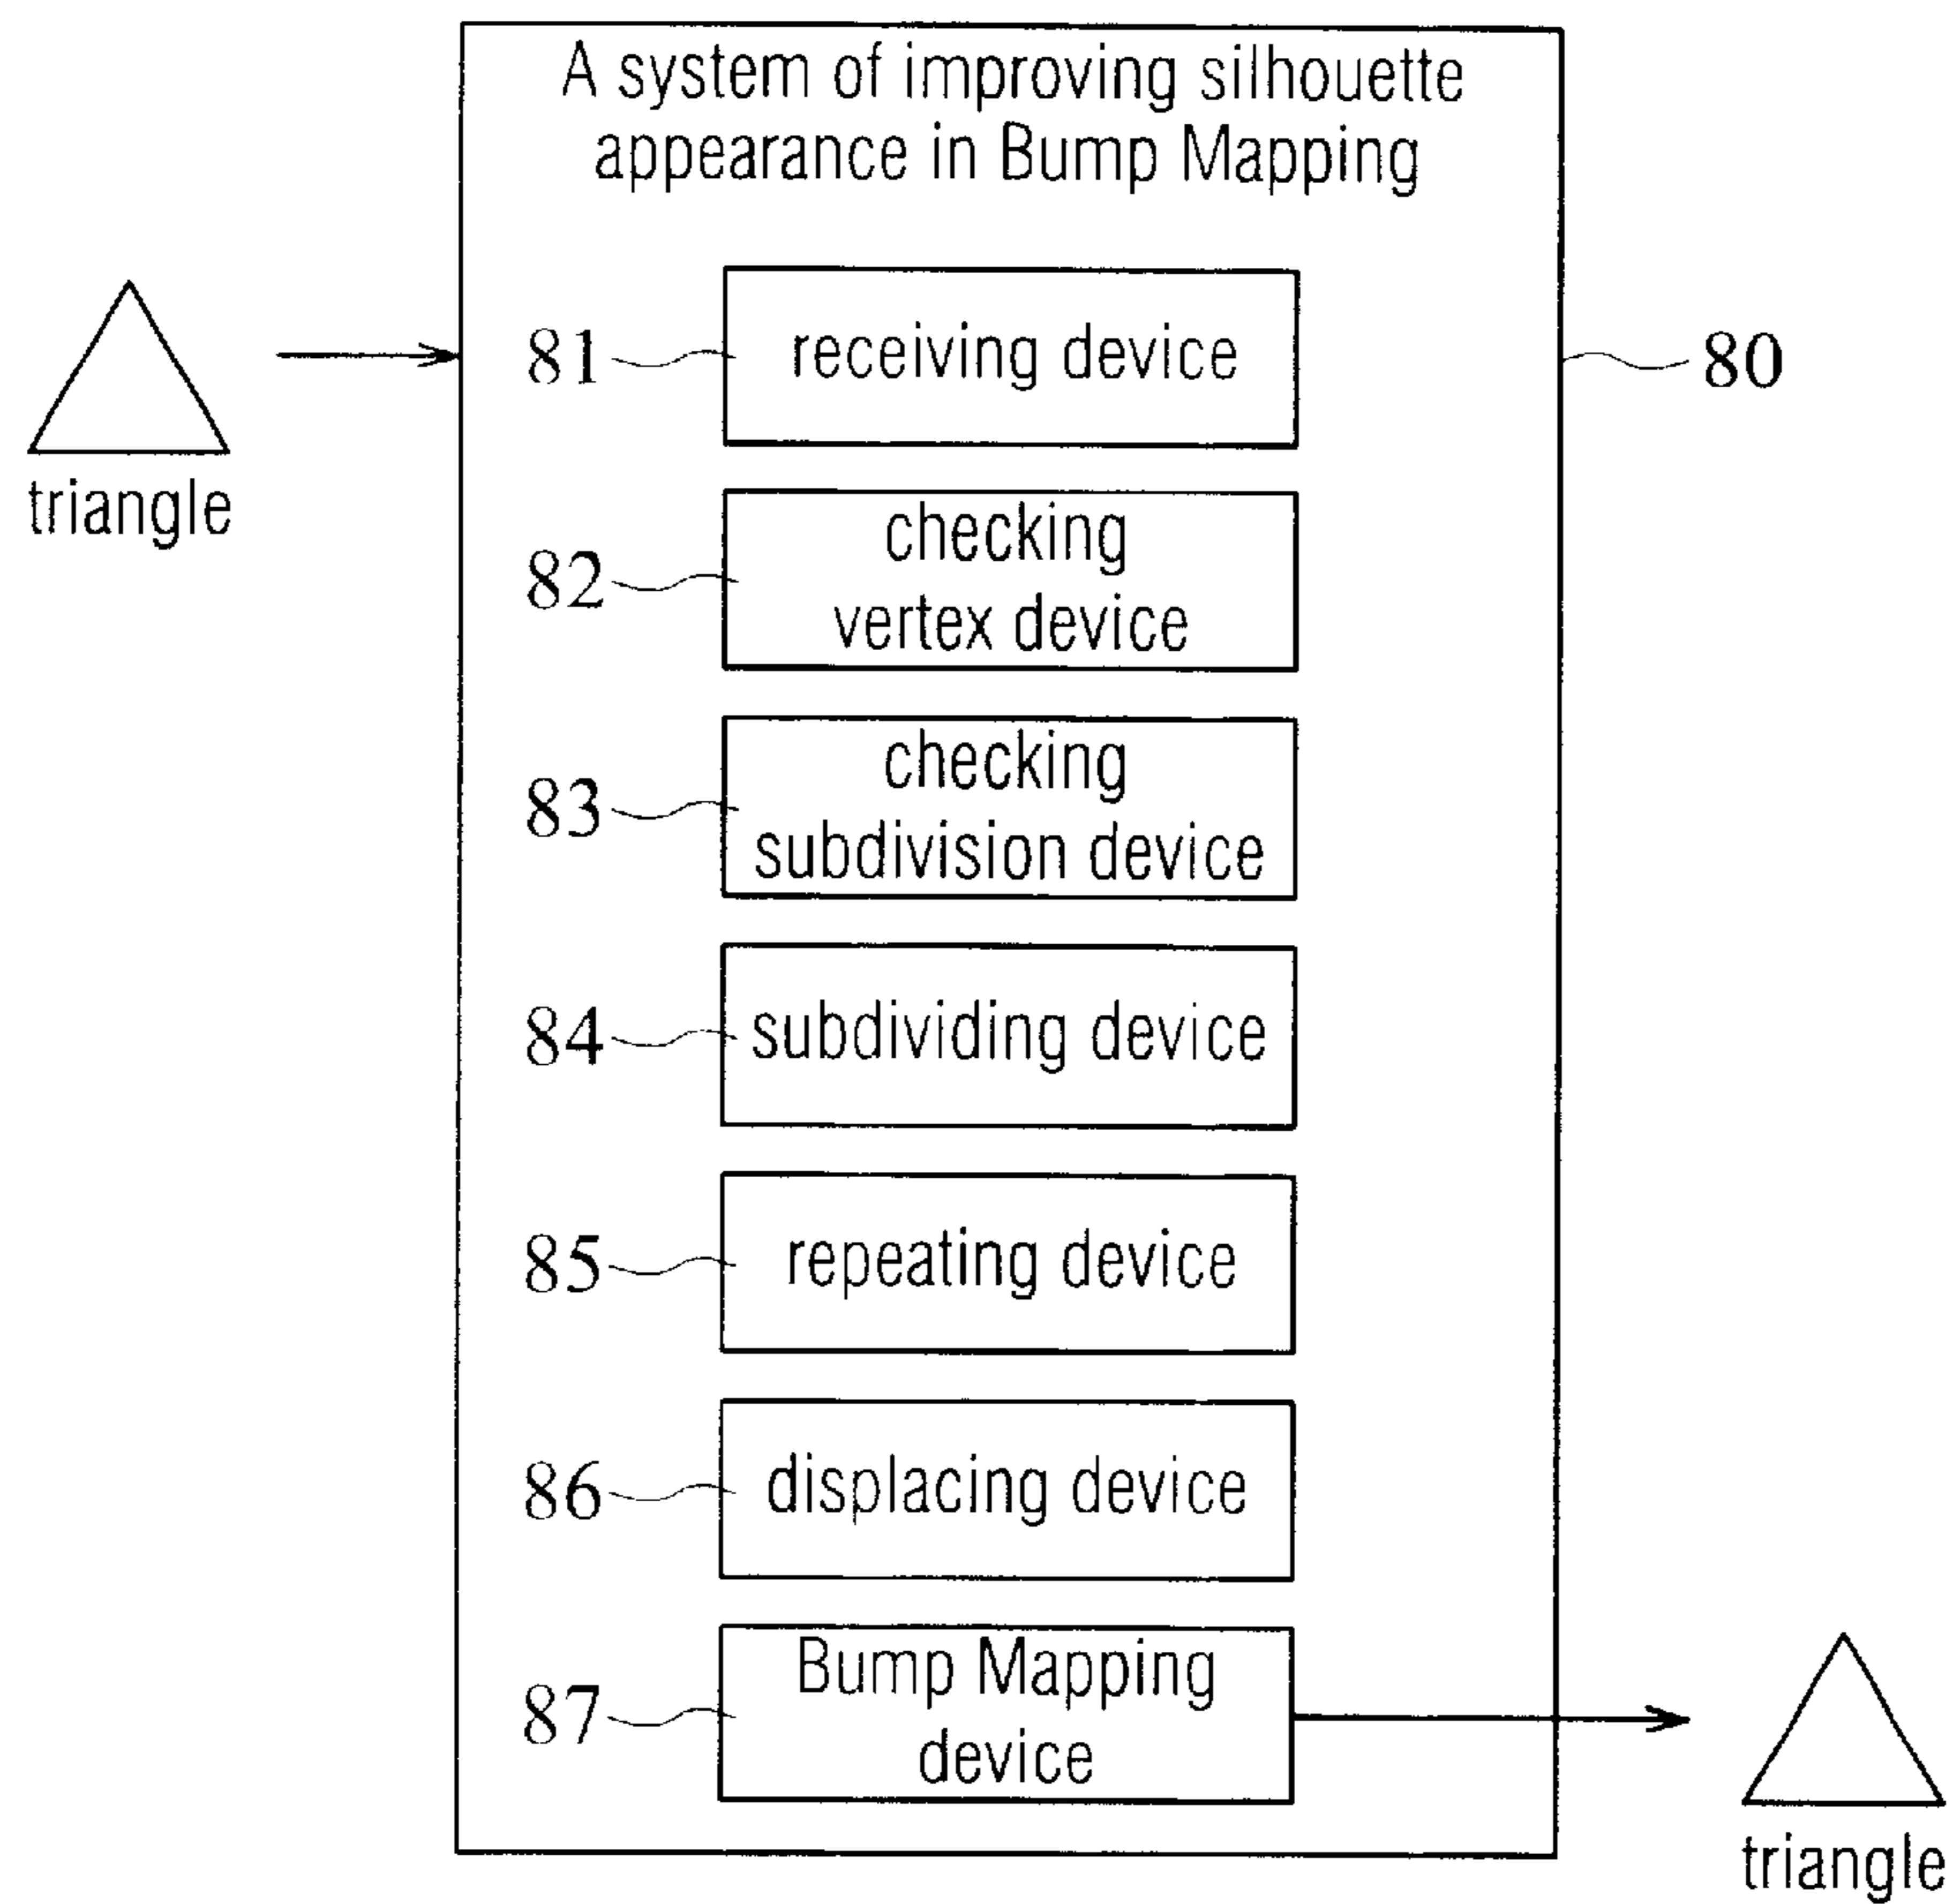 A system of improving silhouette
appearance in Bump Mapping
triangle
81
receiving device
80
82
checking
vertex device
83
checking
subdivision device
84
subdividing device
85
repeating device
86
displacing device
87
Bump Mapping
device
triangle